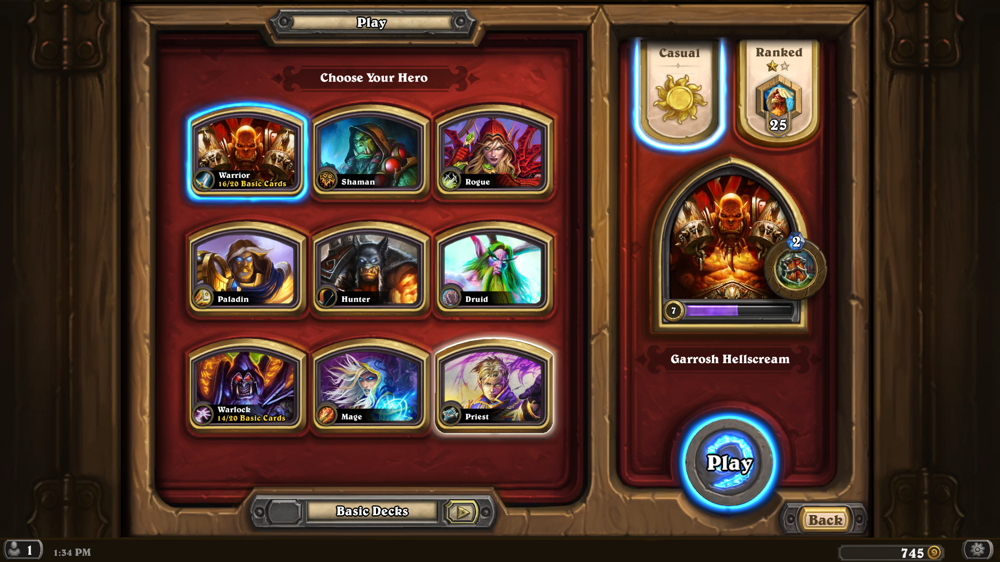 Play
Choose Your Hero
Warrior
16/20 Basic Cards
Shaman
Rogue
Paladin
Hunter
Druid
Warlock
14/20 Basic Cards
Mage
Priest
Basic Decks
Casual
Ranked
25
2
7
Garrosh Hellscream
Play
Back
1
1:34 PM
745